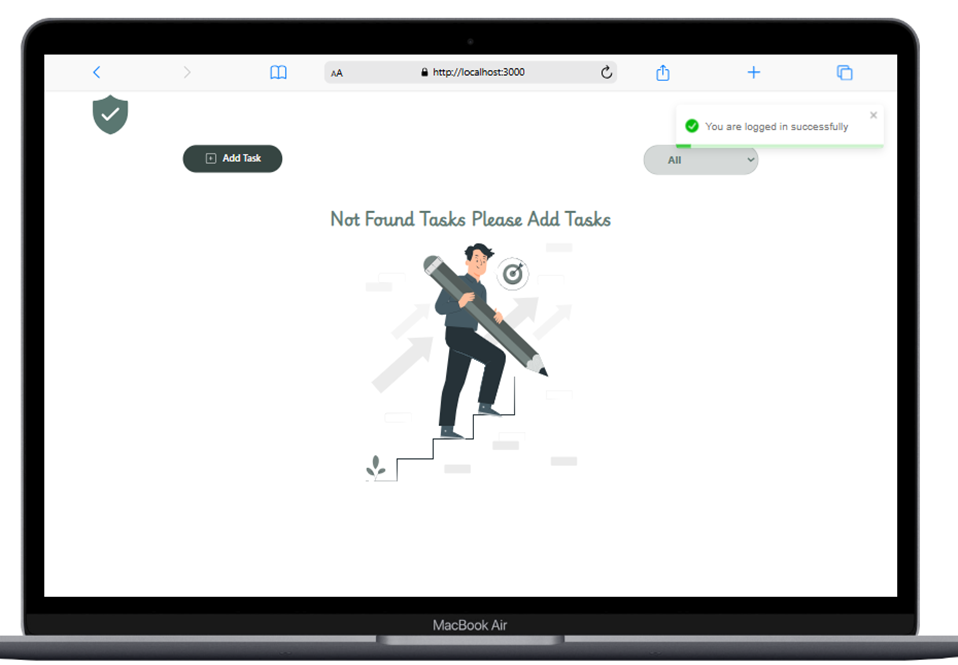 AA
http://localhost:3000
You are logged in successfully
Add Task
All
Not Found Tasks Please Add Tasks
MacBook Air